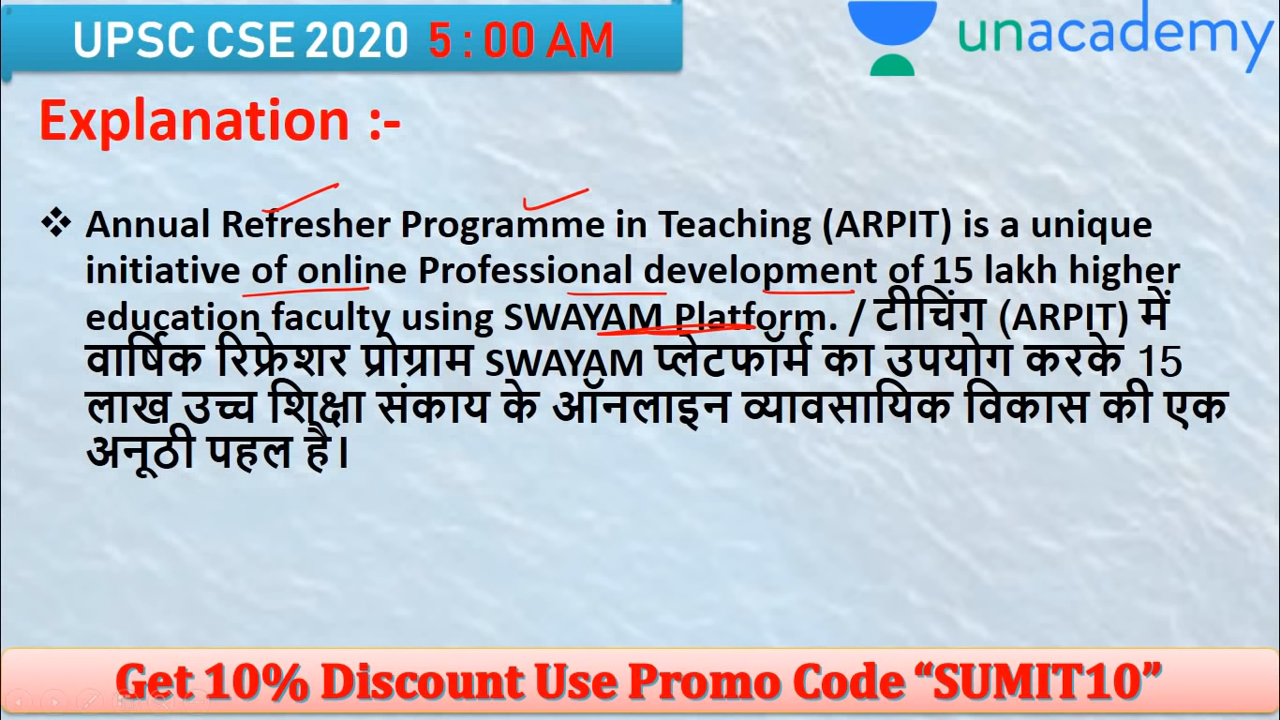 UPSC CSE 2020 5 : 00 AM
unacademy
Explanation :-
❖ Annual Refresher Programme in Teaching (ARPIT) is a unique
initiative of online Professional development of 15 lakh higher
education faculty using SWAYAM Platform. / टीचिंग (ARPIT) में
वार्षिक रिफ्रेशर प्रोग्राम SWAYAM प्लेटफॉर्म का उपयोग करके 15
लाख उच्च शिक्षा संकाय के ऑनलाइन व्यावसायिक विकास की एक
अनूठी पहल है।
Get 10% Discount Use Promo Code “SUMIT10”